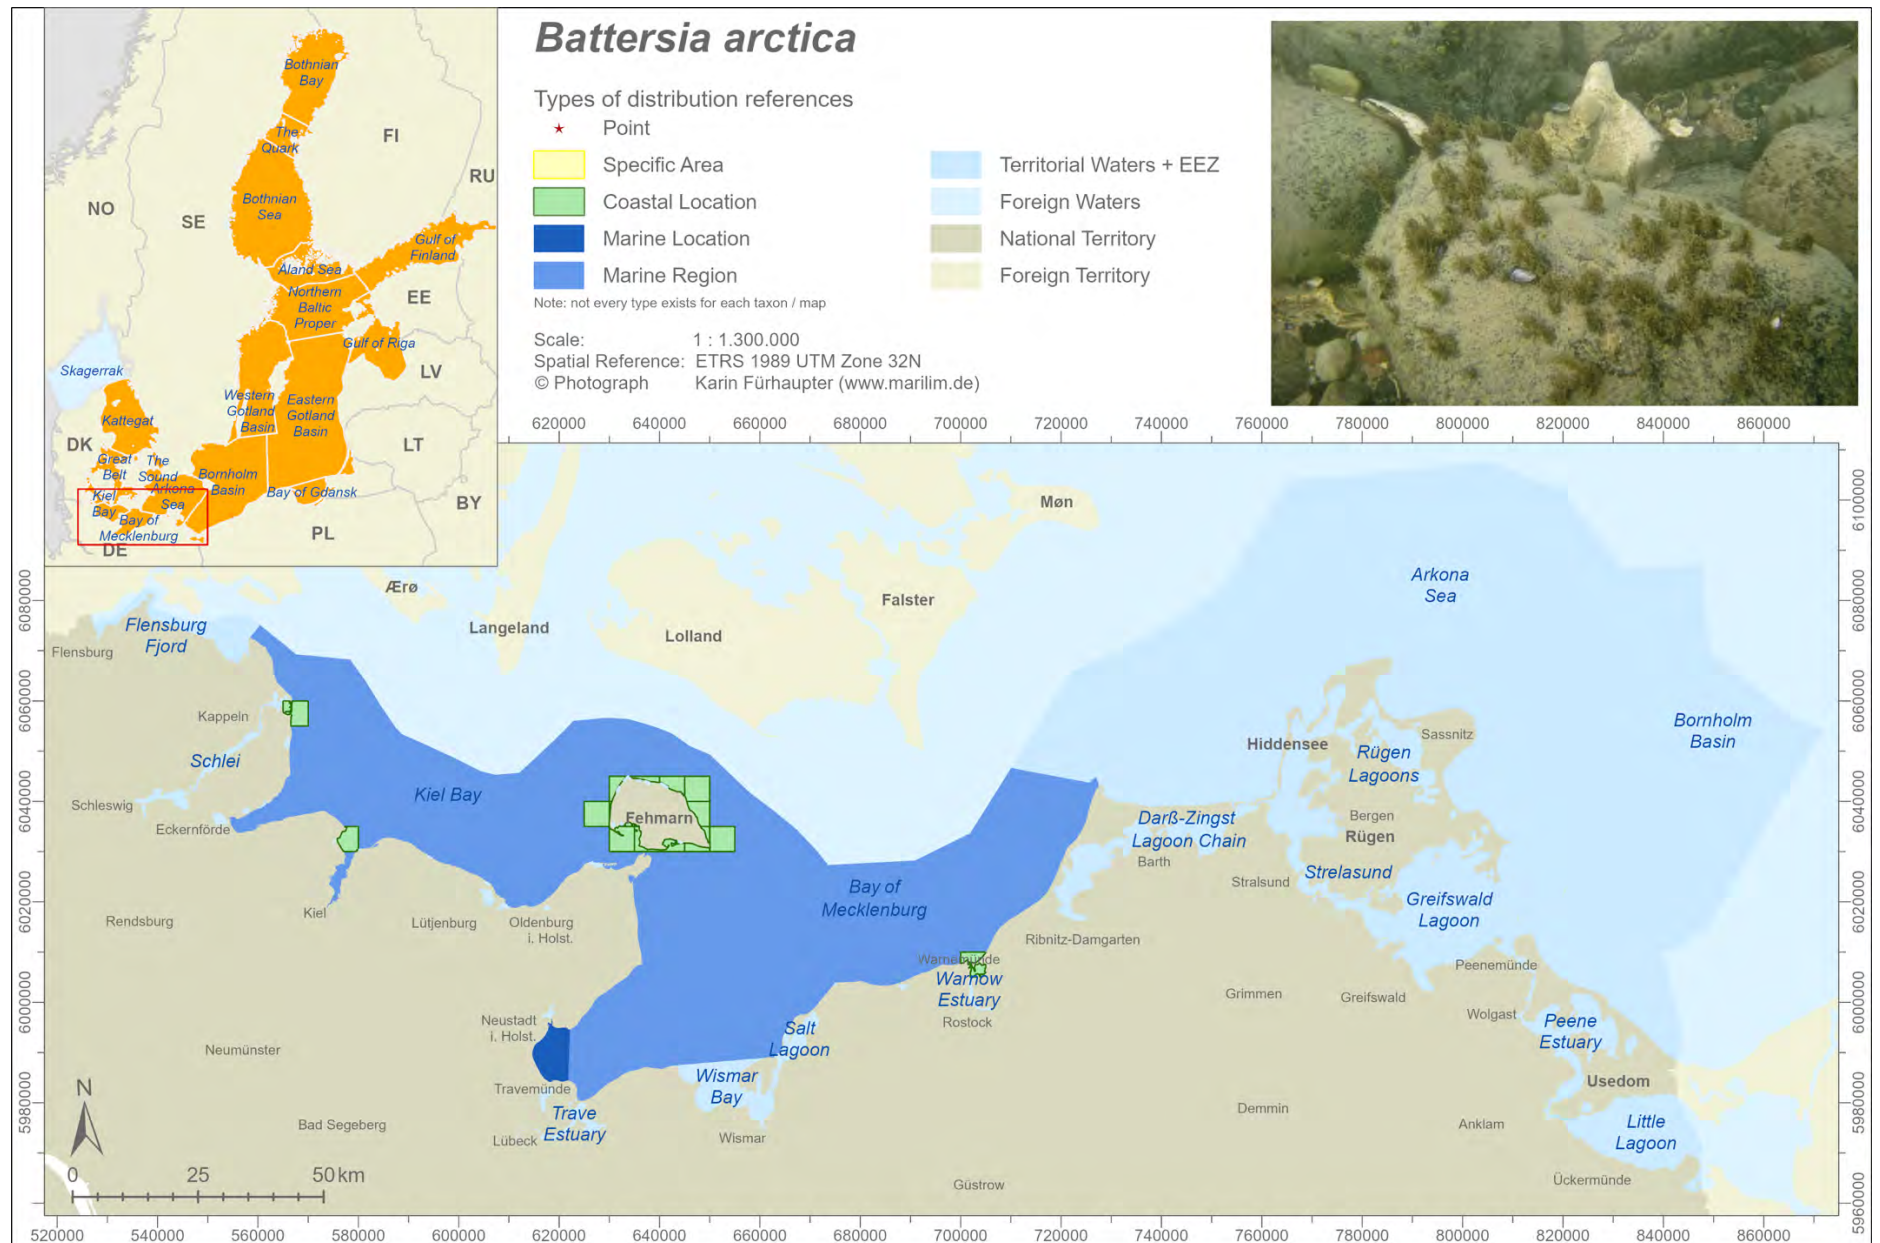 Battersia arctica
Types of distribution references
Point
Specific Area
Coastal Location
Marine Location
Marine Region
Territorial Waters + EEZ
Foreign Waters
National Territory
Foreign Territory
Note: not every type exists for each taxon / map
Scale: 1 : 1.300.000
Spatial Reference: ETRS 1989 UTM Zone 32N
© Photograph Karin Fürhaupter (www.marilim.de)
Bothnian
Bay
The
Quark
FI
RU
NO
SE
Bothnian
Sea
Gulf of
Finland
Åland Sea
Northern
Baltic
Proper
EE
Gulf of Riga
Skagerrak
LV
Western
Gotland
Basin
Eastern
Gotland
Basin
Kattegat
DK
LT
Great
Belt
The
Sound
Bornholm
Basin
Arkona
Sea
Bay of Gdańsk
Kiel
Bay
BY
Bay of
Mecklenburg
PL
DE
620000 640000 660000 680000 700000 720000 740000 760000 780000 800000 820000 840000 860000
6100000
6080000
6060000
6040000
6020000
6000000
5980000
5960000
6080000
6060000
6040000
6020000
6000000
5980000
Møn
Ærø
Langeland
Lolland
Falster
Arkona
Sea
Flensburg
Fjord
Flensburg
Kappeln
Schlei
Schleswig
Eckernförde
Kiel Bay
Fehmarn
Hiddensee
Sassnitz
Rügen
Lagoons
Bornholm
Basin
Bergen
Rügen
Darß-Zingst
Lagoon Chain
Barth
Stralsund
Strelasund
Greifswald
Lagoon
Bay of
Mecklenburg
Rendsburg
Kiel
Lütjenburg
Oldenburg
i. Holst.
Ribnitz-Damgarten
Warnemünde
Warnow
Estuary
Rostock
Peenemünde
Grimmen
Greifswald
Wolgast
Peene
Estuary
Neustadt
i. Holst.
Salt
Lagoon
Neumünster
Travemünde
Wismar
Bay
Usedom
Trave
Estuary
Demmin
Anklam
Little
Lagoon
Bad Segeberg
Lübeck
Wismar
Güstrow
Ückermünde
N
0 25 50 km
520000 540000 560000 580000 600000 620000 640000 660000 680000 700000 720000 740000 760000 780000 800000 820000 840000 860000